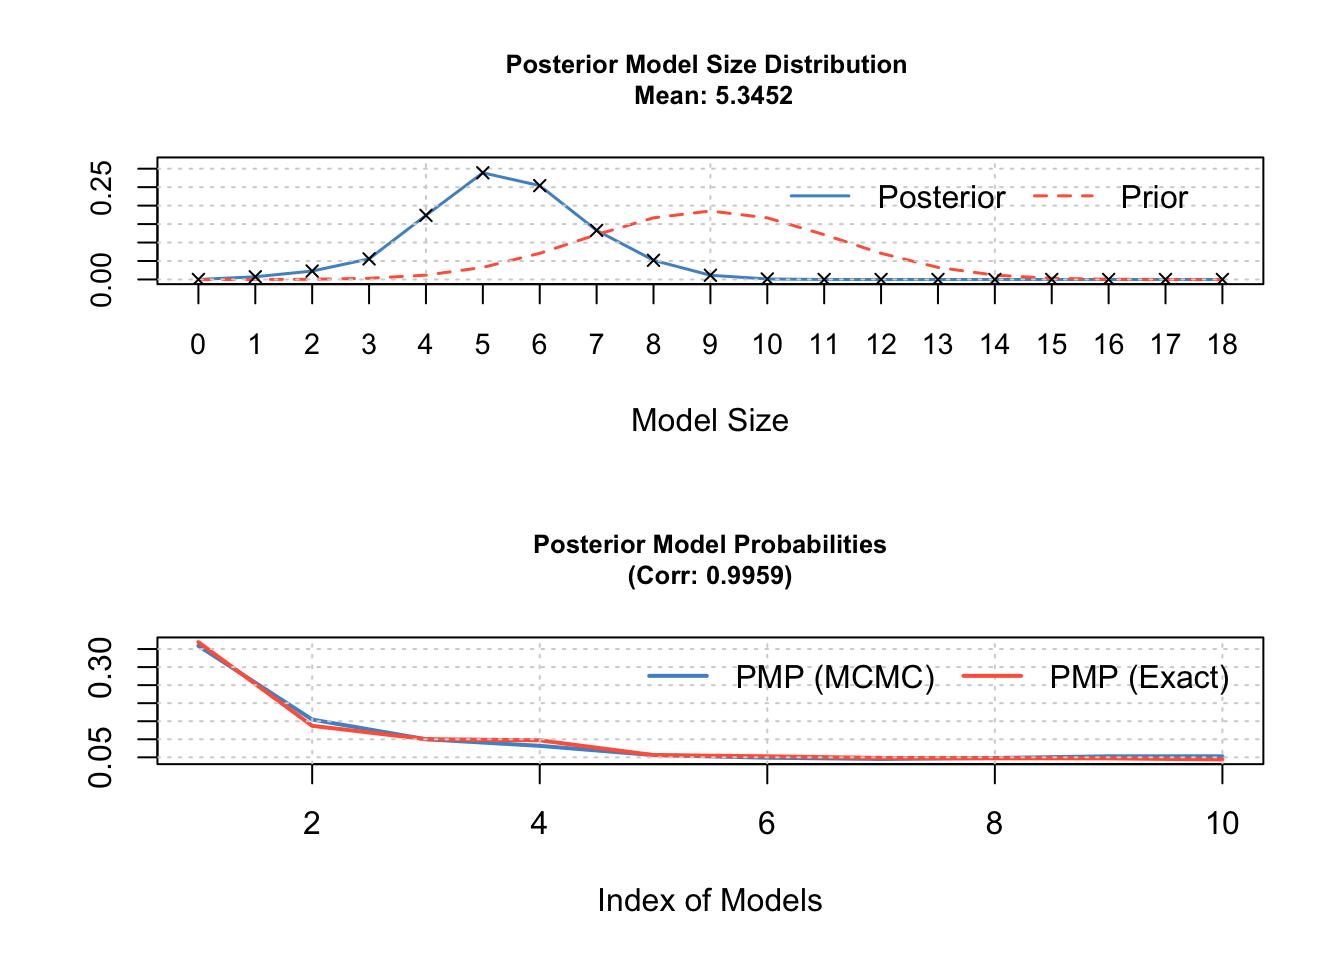 Posterior Model Size Distribution
Mean: 5.3452
0.25
0.00
Posterior
Prior
0 1 2 3 4 5 6 7 8 9 10 11 12 13 14 15 16 17 18
Model Size
Posterior Model Probabilities
(Corr: 0.9959)
0.30
0.05
PMP (MCMC)
PMP (Exact)
2 4 6 8 10
Index of Models